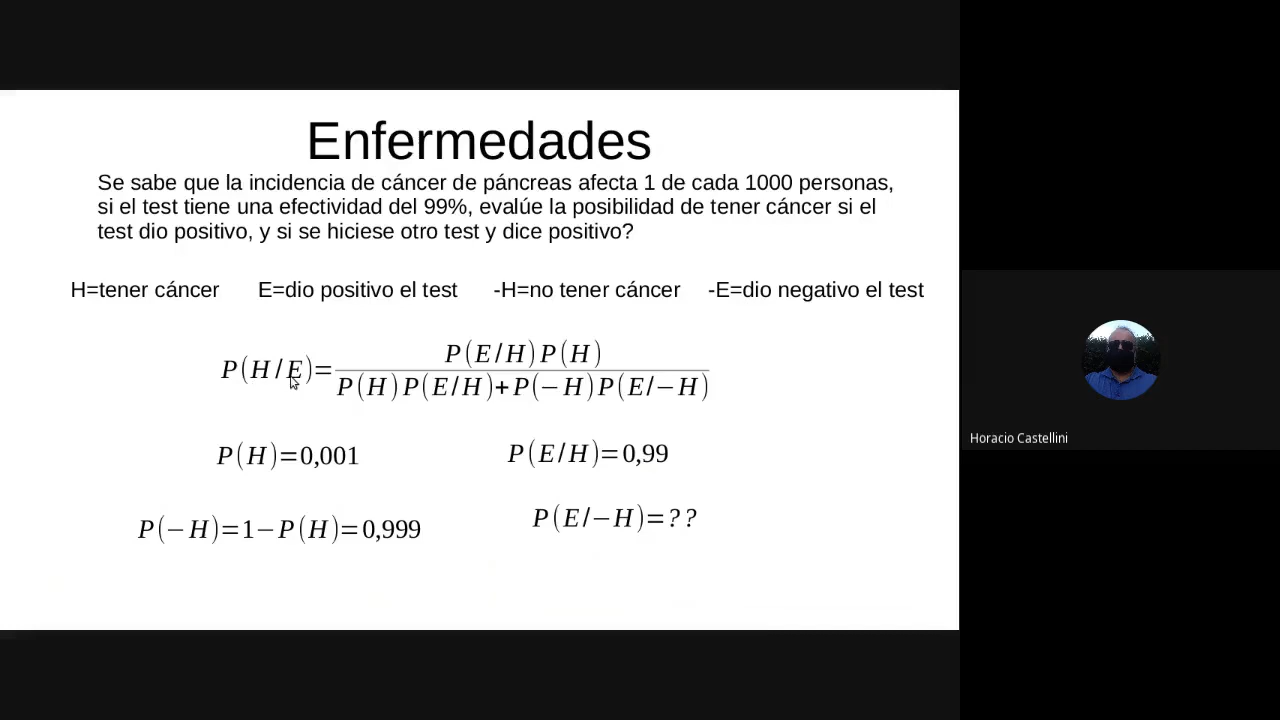 Enfermedades
Se sabe que la incidencia de cáncer de páncreas afecta 1 de cada 1000 personas,
si el test tiene una efectividad del 99%, evalúe la posibilidad de tener cáncer si el
test dio positivo, y si se hiciese otro test y dice positivo?
H=tener cáncer E=dio positivo el test -H=no tener cáncer -E=dio negativo el test
P(H/E)= P(E/H)P(H)
P(H)P(E/H)+P(−H)P(E/−H)
P(H)=0,001 P(E/H)=0,99
P(−H)=1−P(H)=0,999 P(E/−H)=??
Horacio Castellini